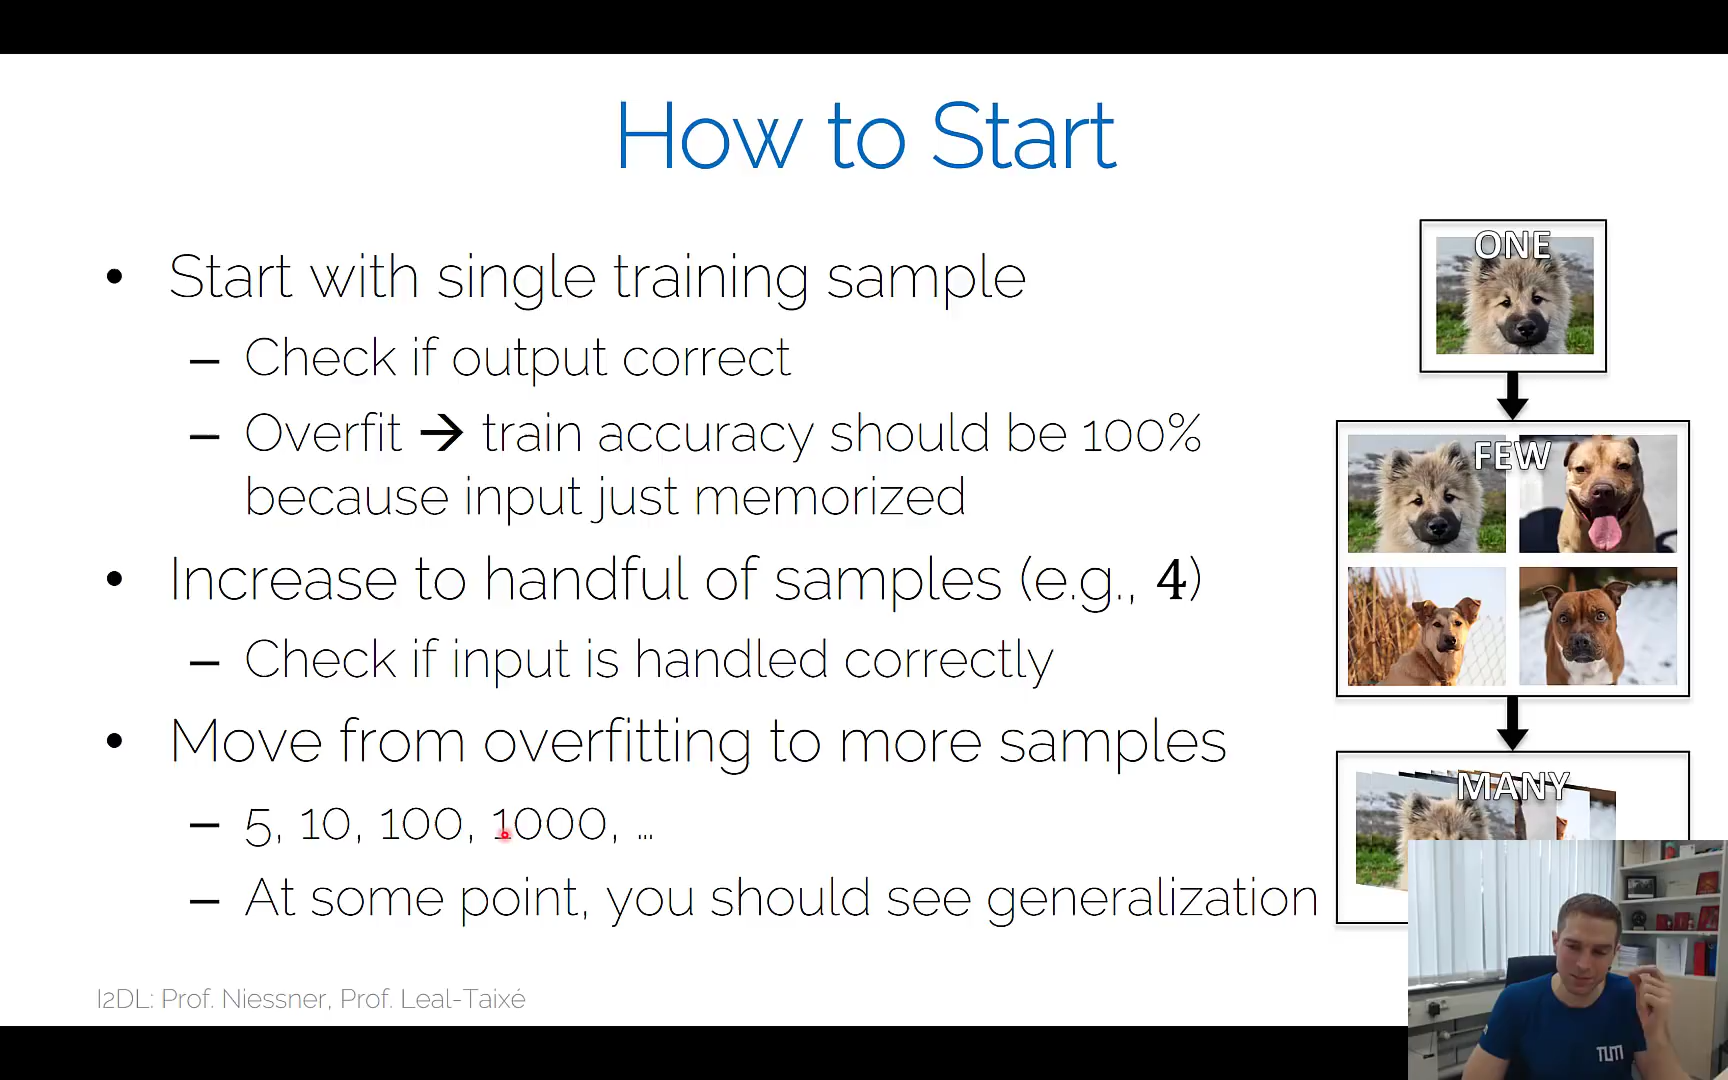 How to Start
• Start with single training sample
– Check if output correct
– Overfit → train accuracy should be 100%
because input just memorized
• Increase to handful of samples (e.g., 4)
– Check if input is handled correctly
• Move from overfitting to more samples
– 5, 10, 100, 1000, ...
– At some point, you should see generalization
ONE
FEW
MANY
I2DL: Prof. Niessner, Prof. Leal-Taixé
TUM